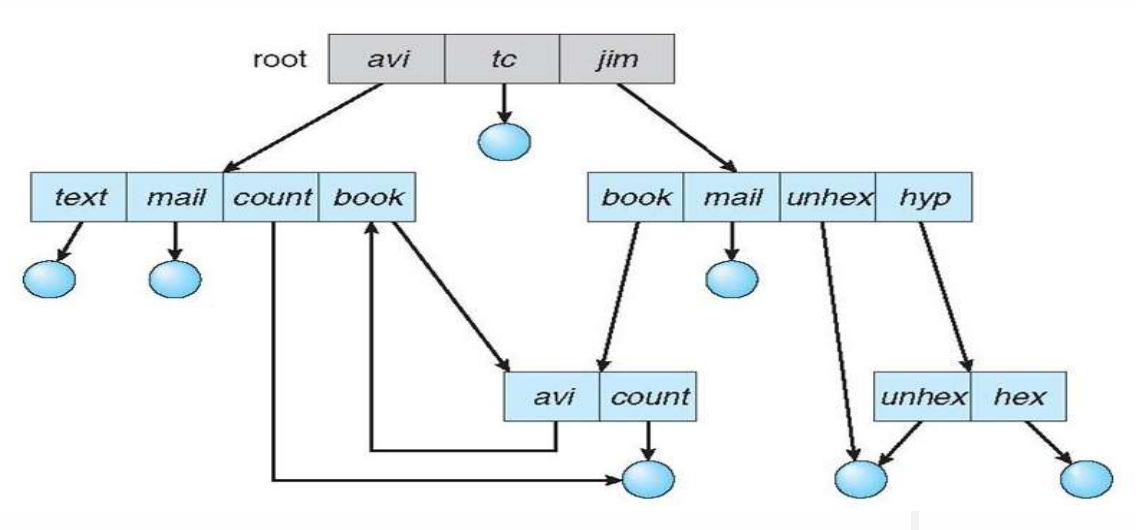 root avi tc jim
text mail count book book mail unhex hyp
avi count unhex hex